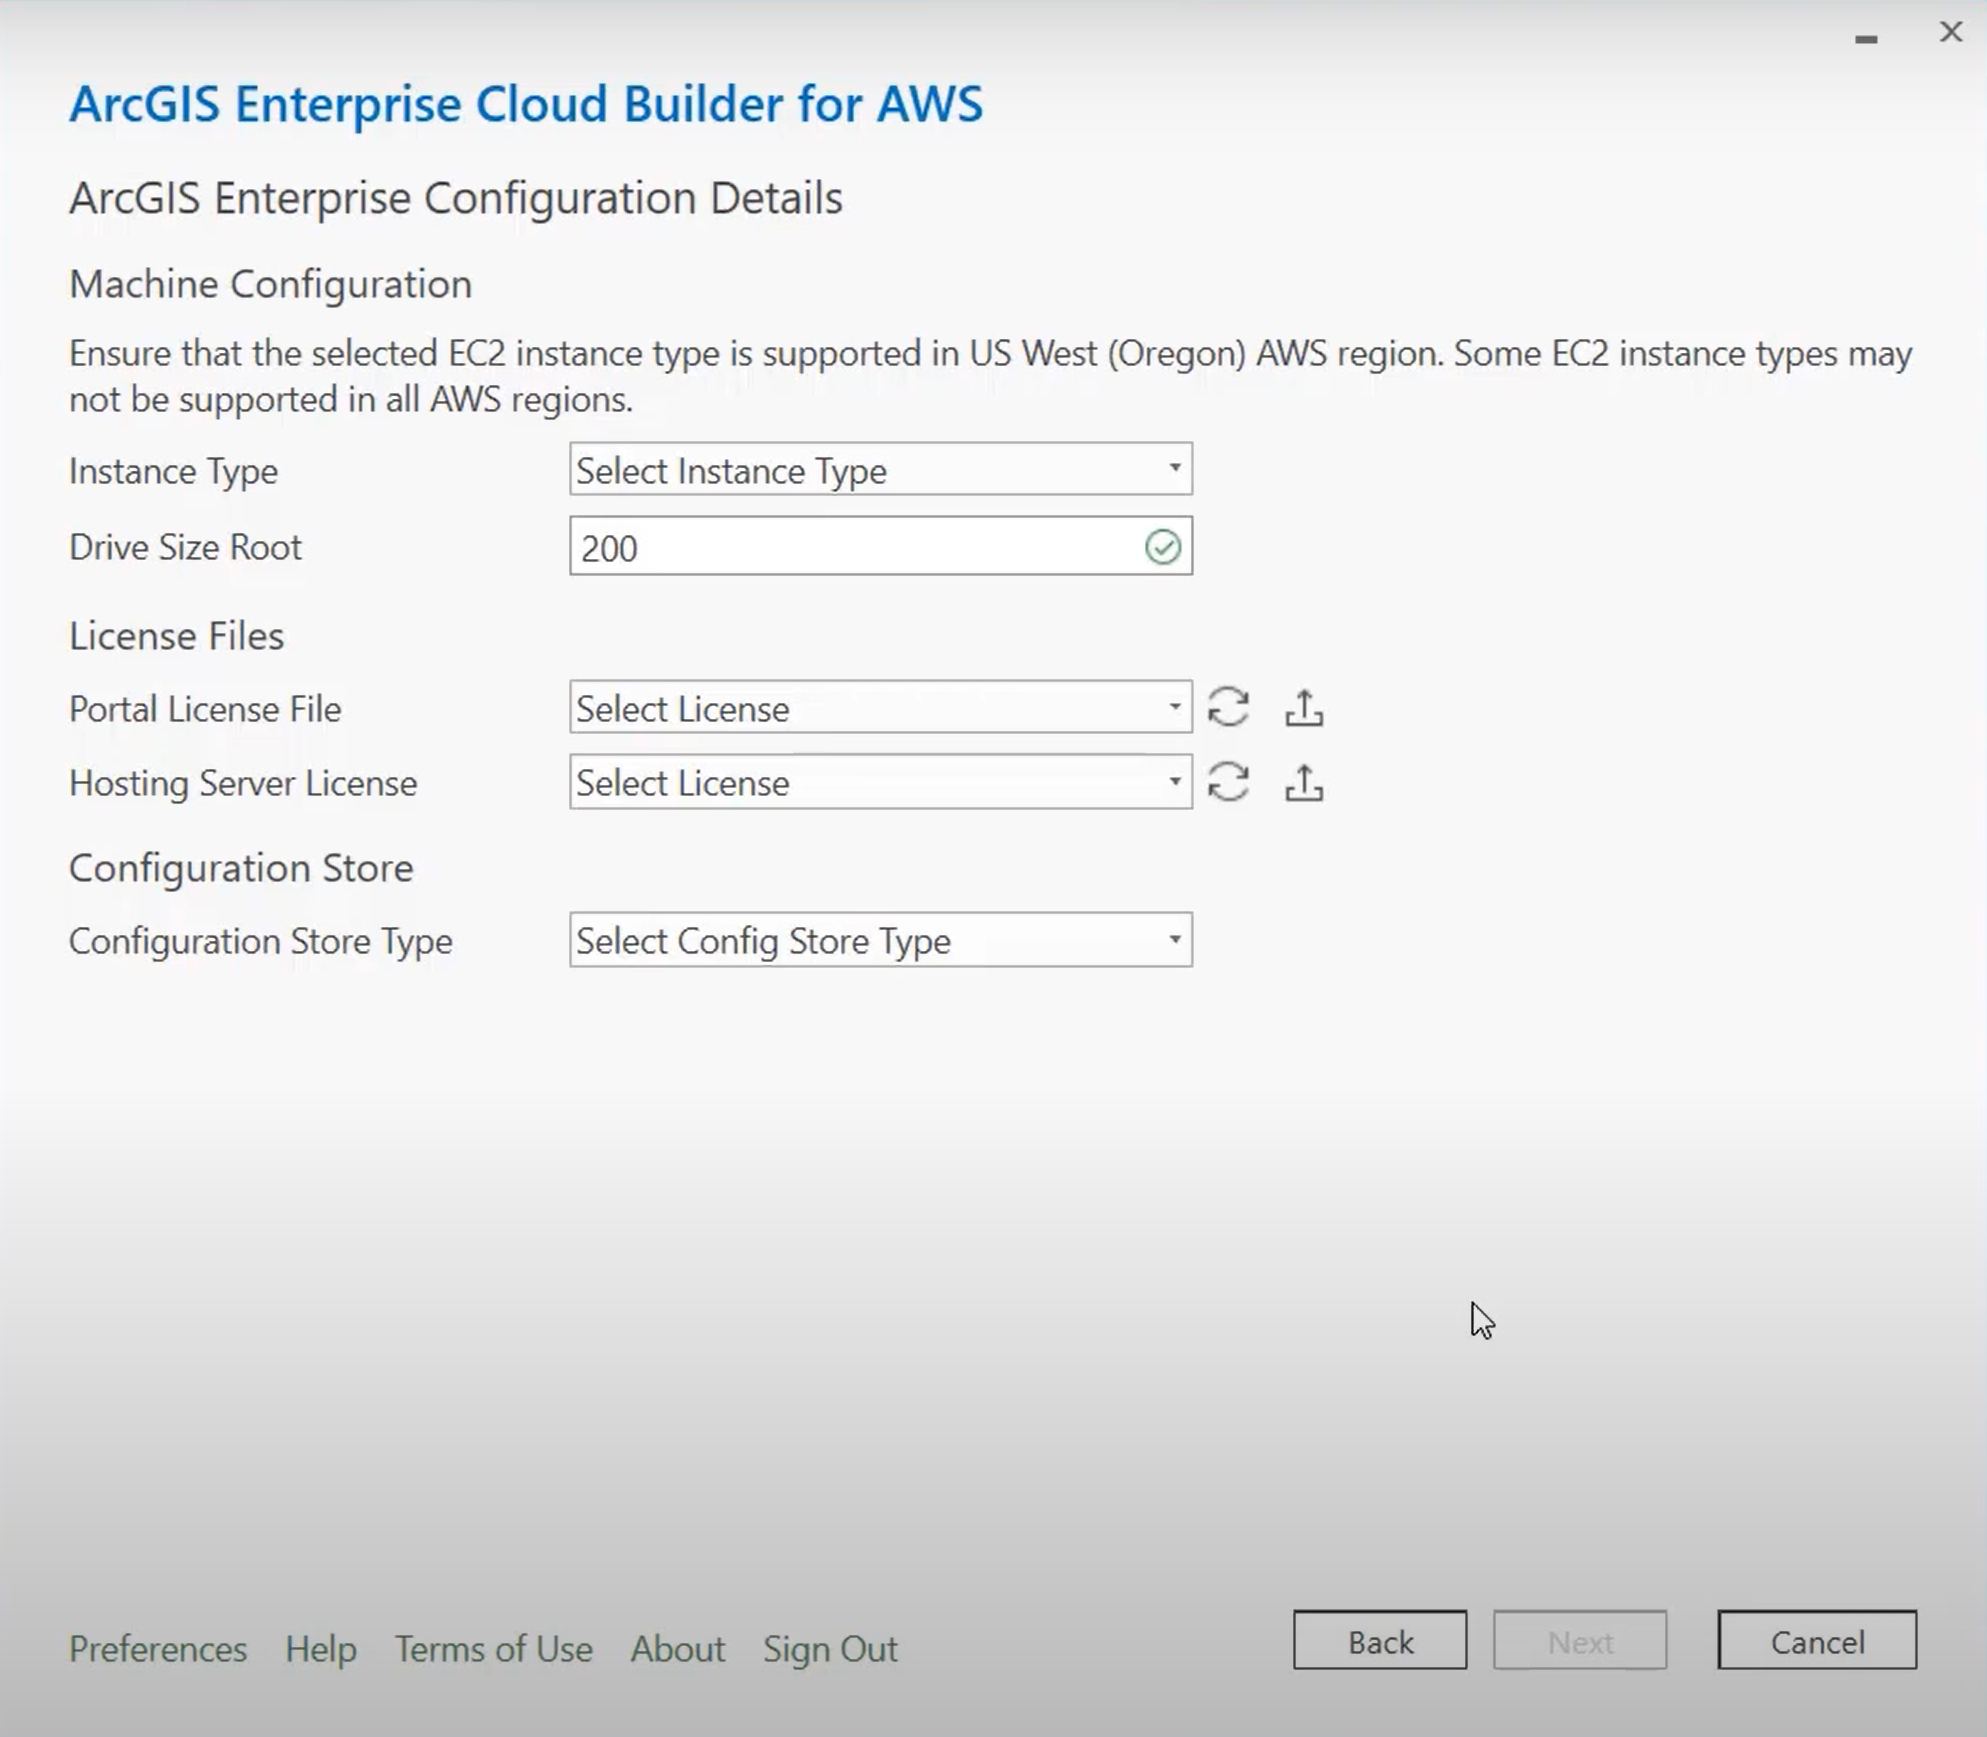 ArcGIS Enterprise Cloud Builder for AWS
ArcGIS Enterprise Configuration Details
Machine Configuration
Ensure that the selected EC2 instance type is supported in US West (Oregon) AWS region. Some EC2 instance types may
not be supported in all AWS regions.
Instance Type Select Instance Type
Drive Size Root 200
License Files
Portal License File Select License
Hosting Server License Select License
Configuration Store
Configuration Store Type Select Config Store Type
Preferences Help Terms of Use About Sign Out Back Next Cancel